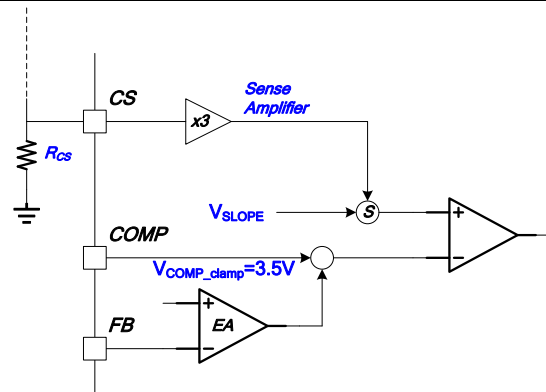 CS
Sense
Amplifier
x3
RCS
VSLOPE
S
+
COMP
−
VCOMP_clamp=3.5V
+
FB
EA
−